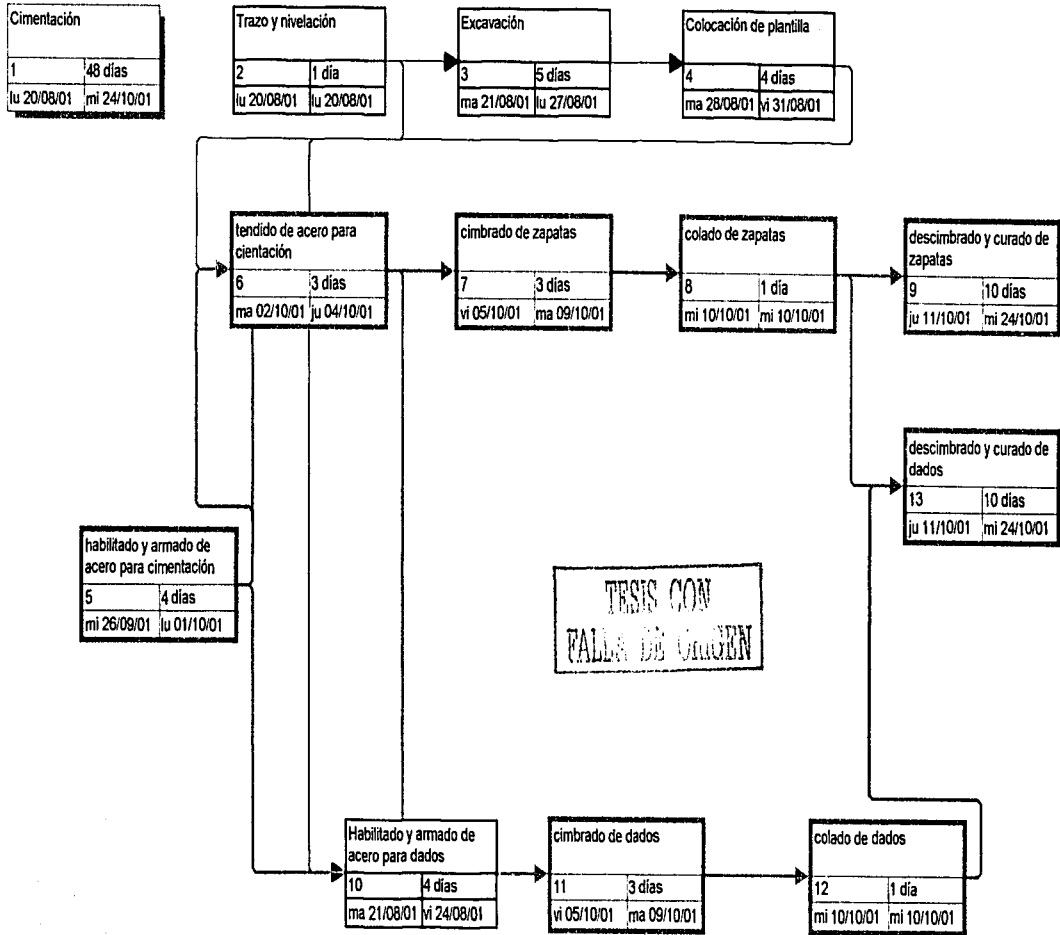 Cimentación
1 48 días
lu 20/08/01 mi 24/10/01
Trazo y nivelación
2 1 día
lu 20/08/01 lu 20/08/01
Excavación
3 5 días
ma 21/08/01 lu 27/08/01
Colocación de plantilla
4 4 días
ma 28/08/01 vi 31/08/01
tendido de acero para
cientación
6 3 días
ma 02/10/01 ju 04/10/01
cimbrado de zapatas
7 3 días
vi 05/10/01 ma 09/10/01
colado de zapatas
8 1 día
mi 10/10/01 mi 10/10/01
descimbrado y curado de
zapatas
9 10 días
ju 11/10/01 mi 24/10/01
descimbrado y curado de
dados
13 10 días
ju 11/10/01 mi 24/10/01
habilitado y armado de
acero para cimentación
5 4 días
mi 26/09/01 lu 01/10/01
TESIS CON
FALLA DE ORIGEN
Habilitado y armado de
acero para dados
10 4 días
ma 21/08/01 vi 24/08/01
cimbrado de dados
11 3 días
vi 05/10/01 ma 09/10/01
colado de dados
12 1 día
mi 10/10/01 mi 10/10/01